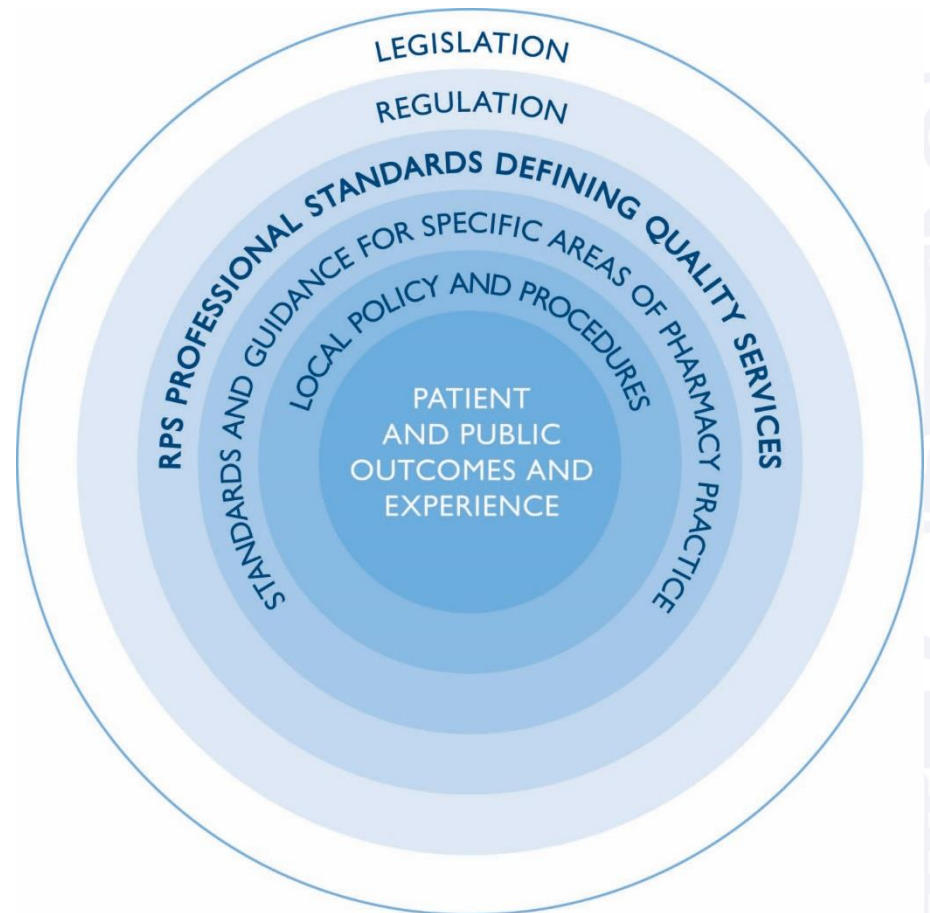 LEGISLATION
REGULATION
RPS PROFESSIONAL STANDARDS DEFINING QUALITY SERVICES
STANDARDS AND GUIDANCE FOR SPECIFIC AREAS OF PHARMACY PRACTICE
LOCAL POLICY AND PROCEDURES
PATIENT
AND PUBLIC
OUTCOMES AND
EXPERIENCE